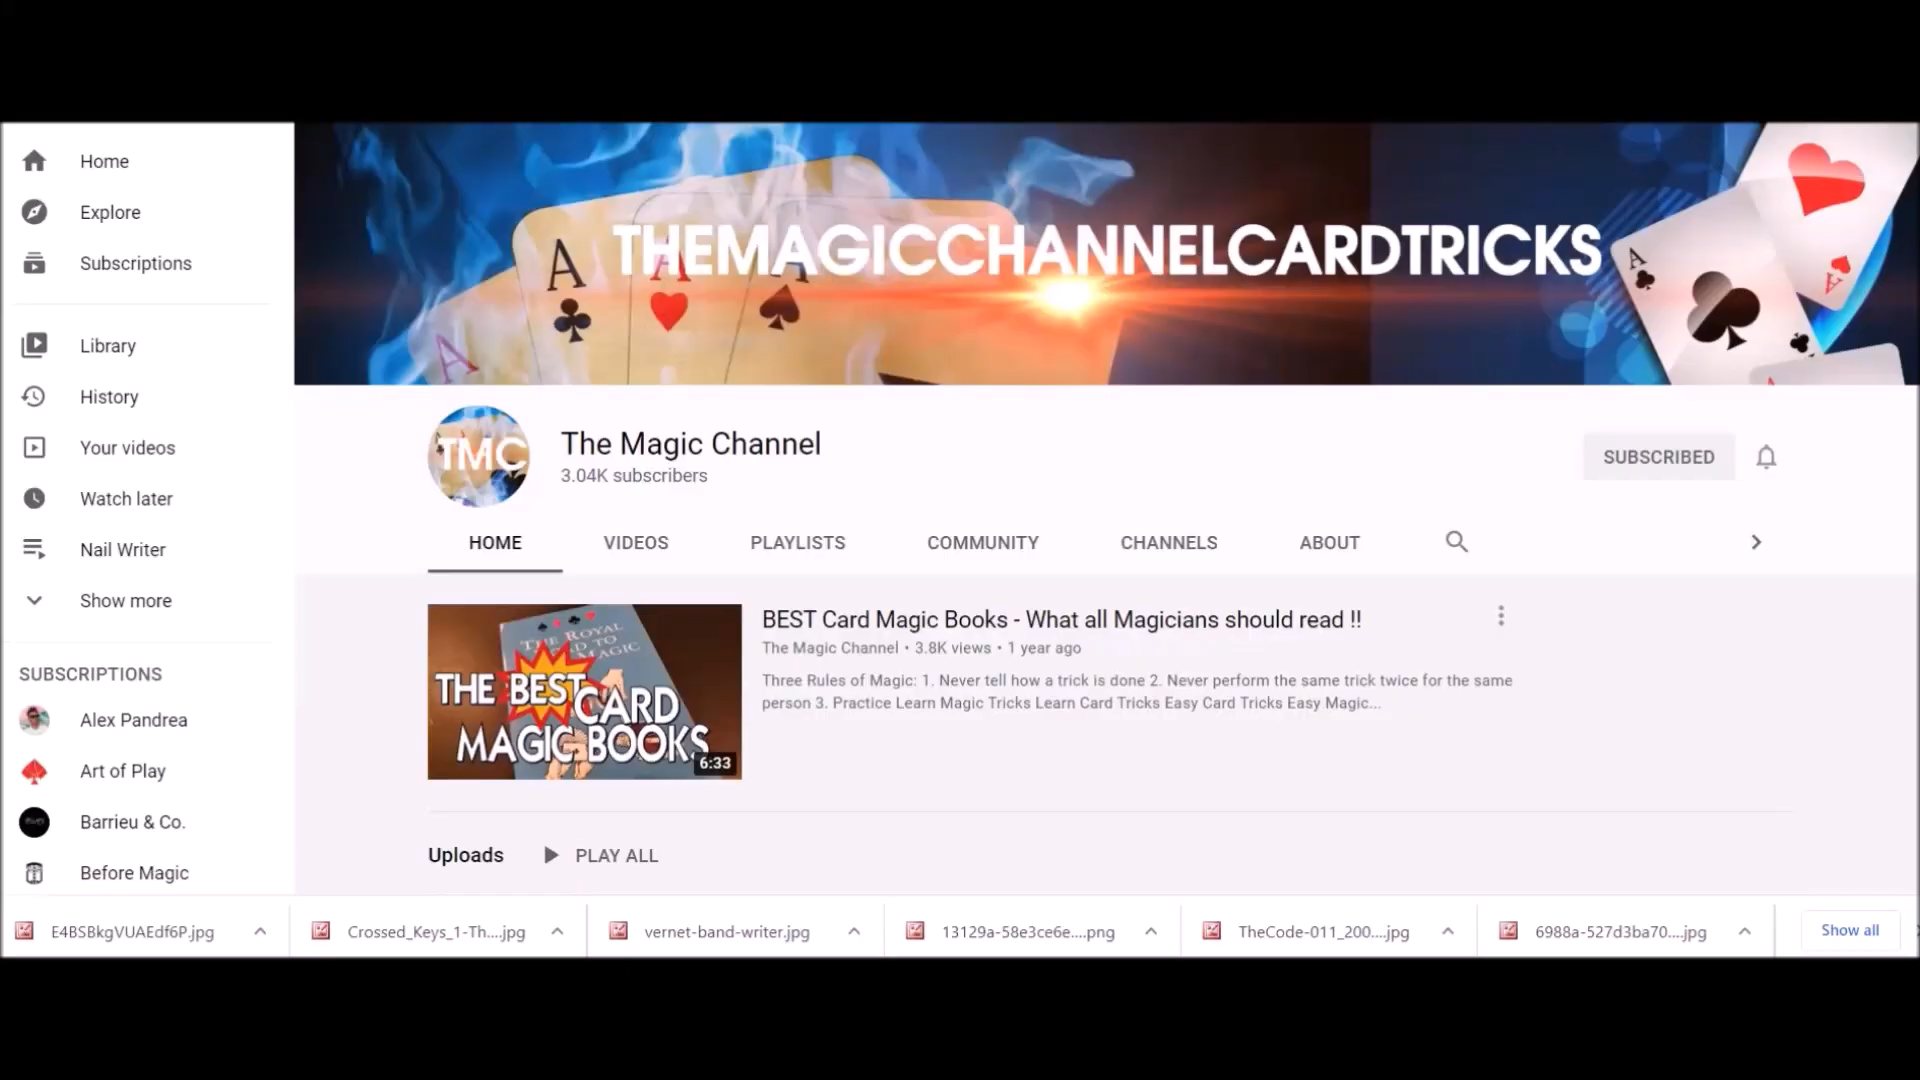 Home
Explore
Subscriptions
Library
History
Your videos
Watch later
Nail Writer
Show more
SUBSCRIPTIONS
Alex Pandrea
Art of Play
Barrieu & Co.
Before Magic
A
A
A
A
THEMAGICCHANNELCARDTRICKS
A
A
TMC
The Magic Channel
3.04K subscribers
SUBSCRIBED
HOME VIDEOS PLAYLISTS COMMUNITY CHANNELS ABOUT
THE ROYAL
ROAD TO
MAGIC
THE BEST
CARD
MAGIC BOOKS
6:33
BEST Card Magic Books - What all Magicians should read !!
The Magic Channel • 3.8K views • 1 year ago
Three Rules of Magic: 1. Never tell how a trick is done 2. Never perform the same trick twice for the same
person 3. Practice Learn Magic Tricks Learn Card Tricks Easy Card Tricks Easy Magic...
Uploads PLAY ALL
E4BSBkgVUAEdf6P.jpg Crossed_Keys_1-Th....jpg vernet-band-writer.jpg 13129a-58e3ce6e....png TheCode-011_200....jpg 6988a-527d3ba70....jpg Show all